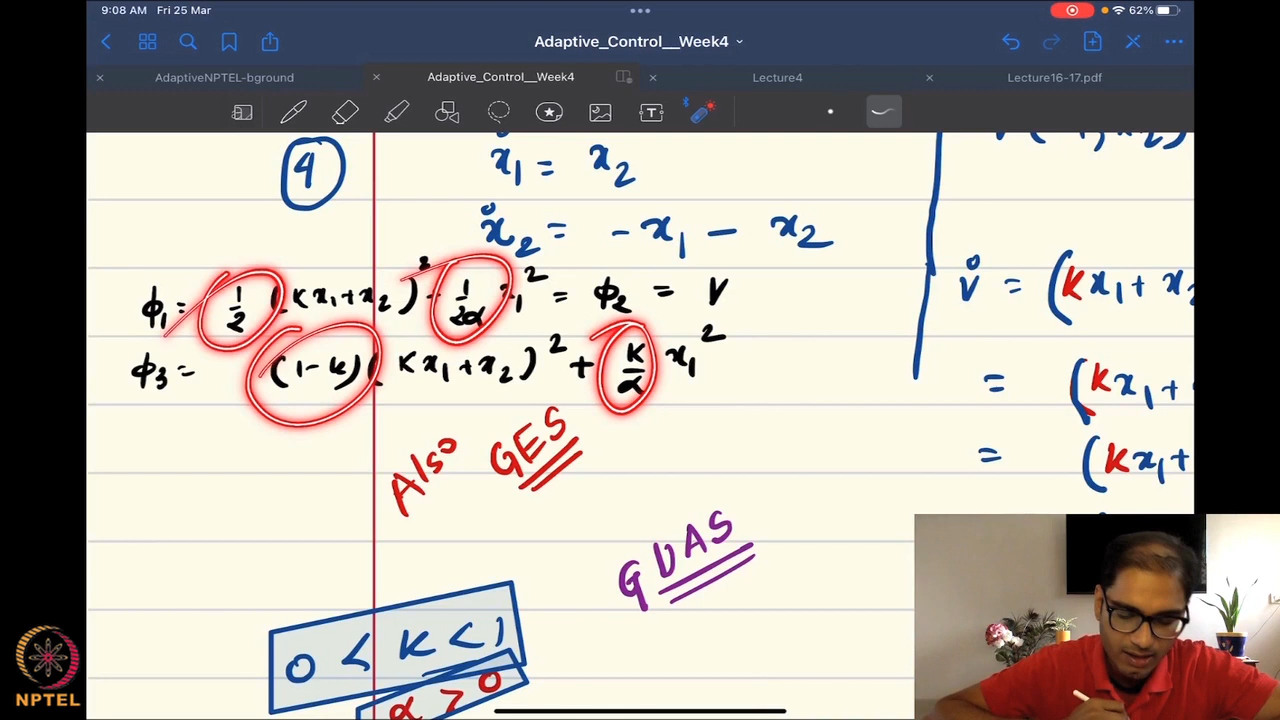 9:08 AM Fri 25 Mar
62%
Adaptive_Control__Week4
AdaptiveNPTEL-bground
Adaptive_Control__Week4
Lecture4
Lecture16-17.pdf
4
ẋ₁ = x₂
ẋ₂ = -x₁ - x₂
ϕ₁ = 1/2 (kx₁+x₂)² + 1/2α x₁² = ϕ₂ = V
ϕ₃ = (1-k)(kx₁+x₂)² + k/α x₁²
Also GES
GUAS
0 < k < 1
α > 0
V̇ = (kx₁ + x₂
= (kx₁ +
= (kx₁ +
NPTEL